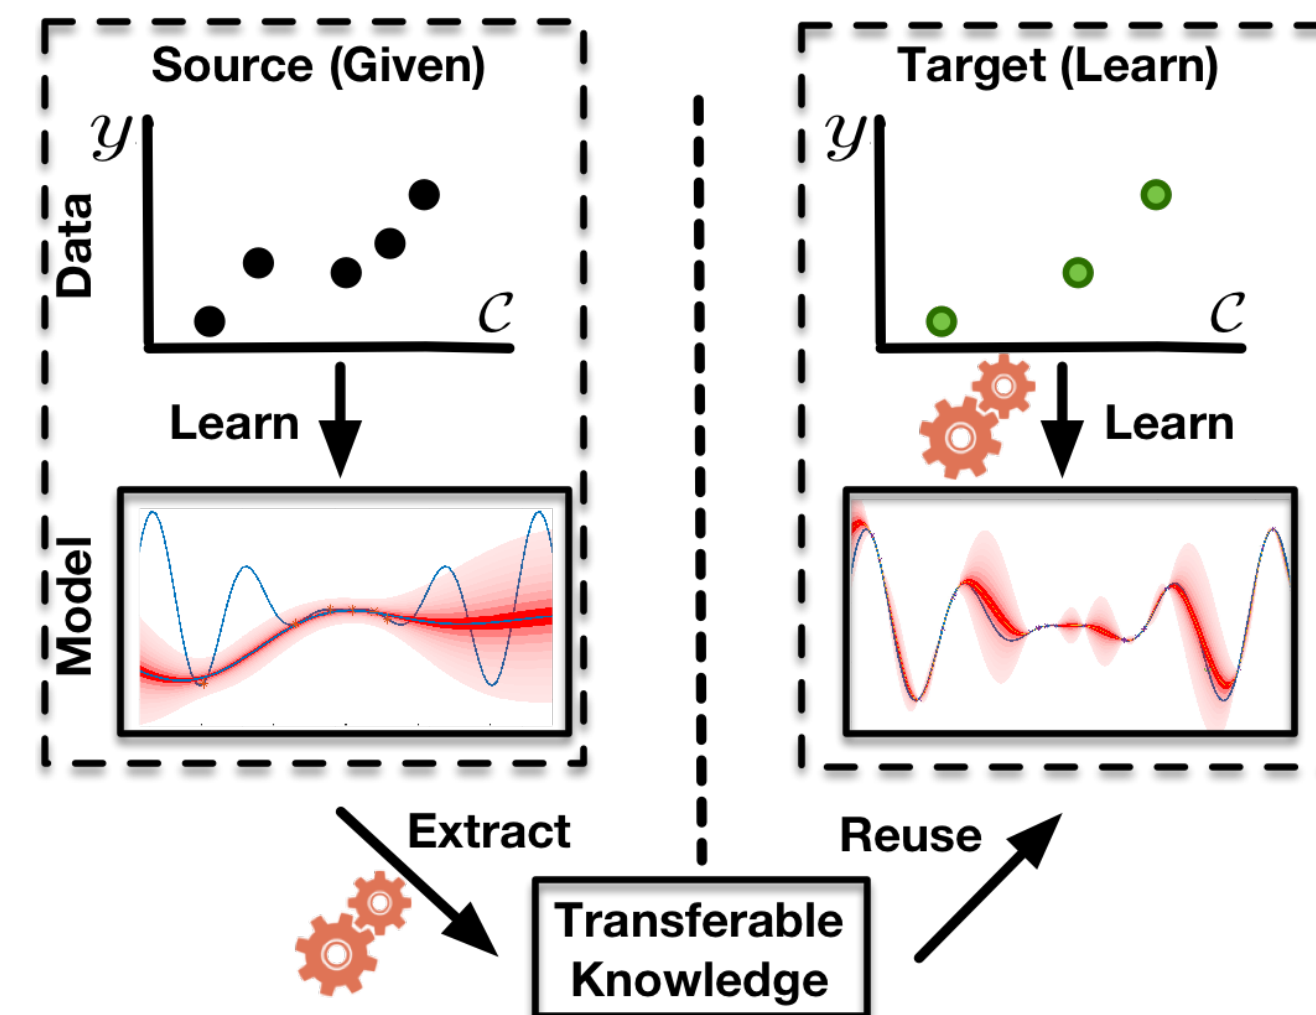 Source (Given)
y
Data
C
Learn
Model
Extract
Transferable
Knowledge
Reuse
Target (Learn)
y
C
Learn